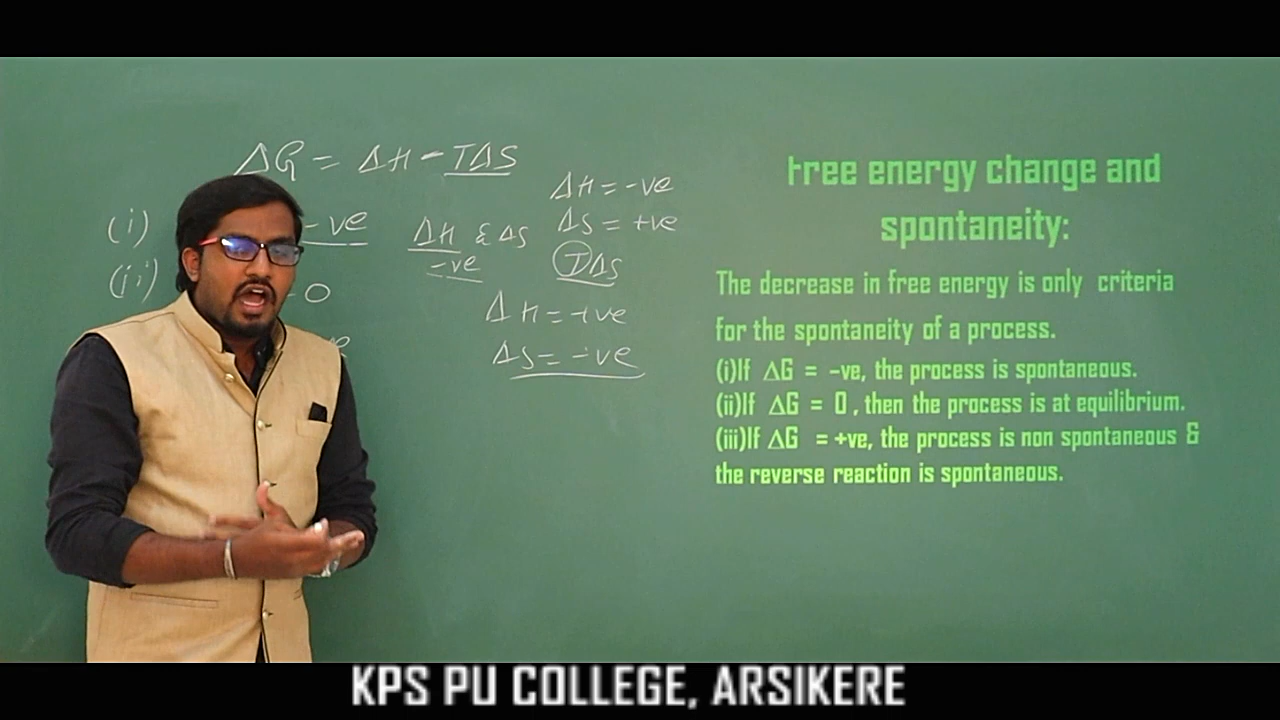 ΔG = ΔH - TΔS
ΔH = -ve
(i) -ve ΔH & ΔS ΔS = +ve
-ve TΔS
(ii) -0
ΔH = +ve
ΔS = -ve
Free energy change and
spontaneity:
The decrease in free energy is only criteria
for the spontaneity of a process.
(i)If ΔG = -ve, the process is spontaneous.
(ii)If ΔG = 0 , then the process is at equilibrium.
(iii)If ΔG = +ve, the process is non spontaneous &
the reverse reaction is spontaneous.
KPS PU COLLEGE, ARSIKERE